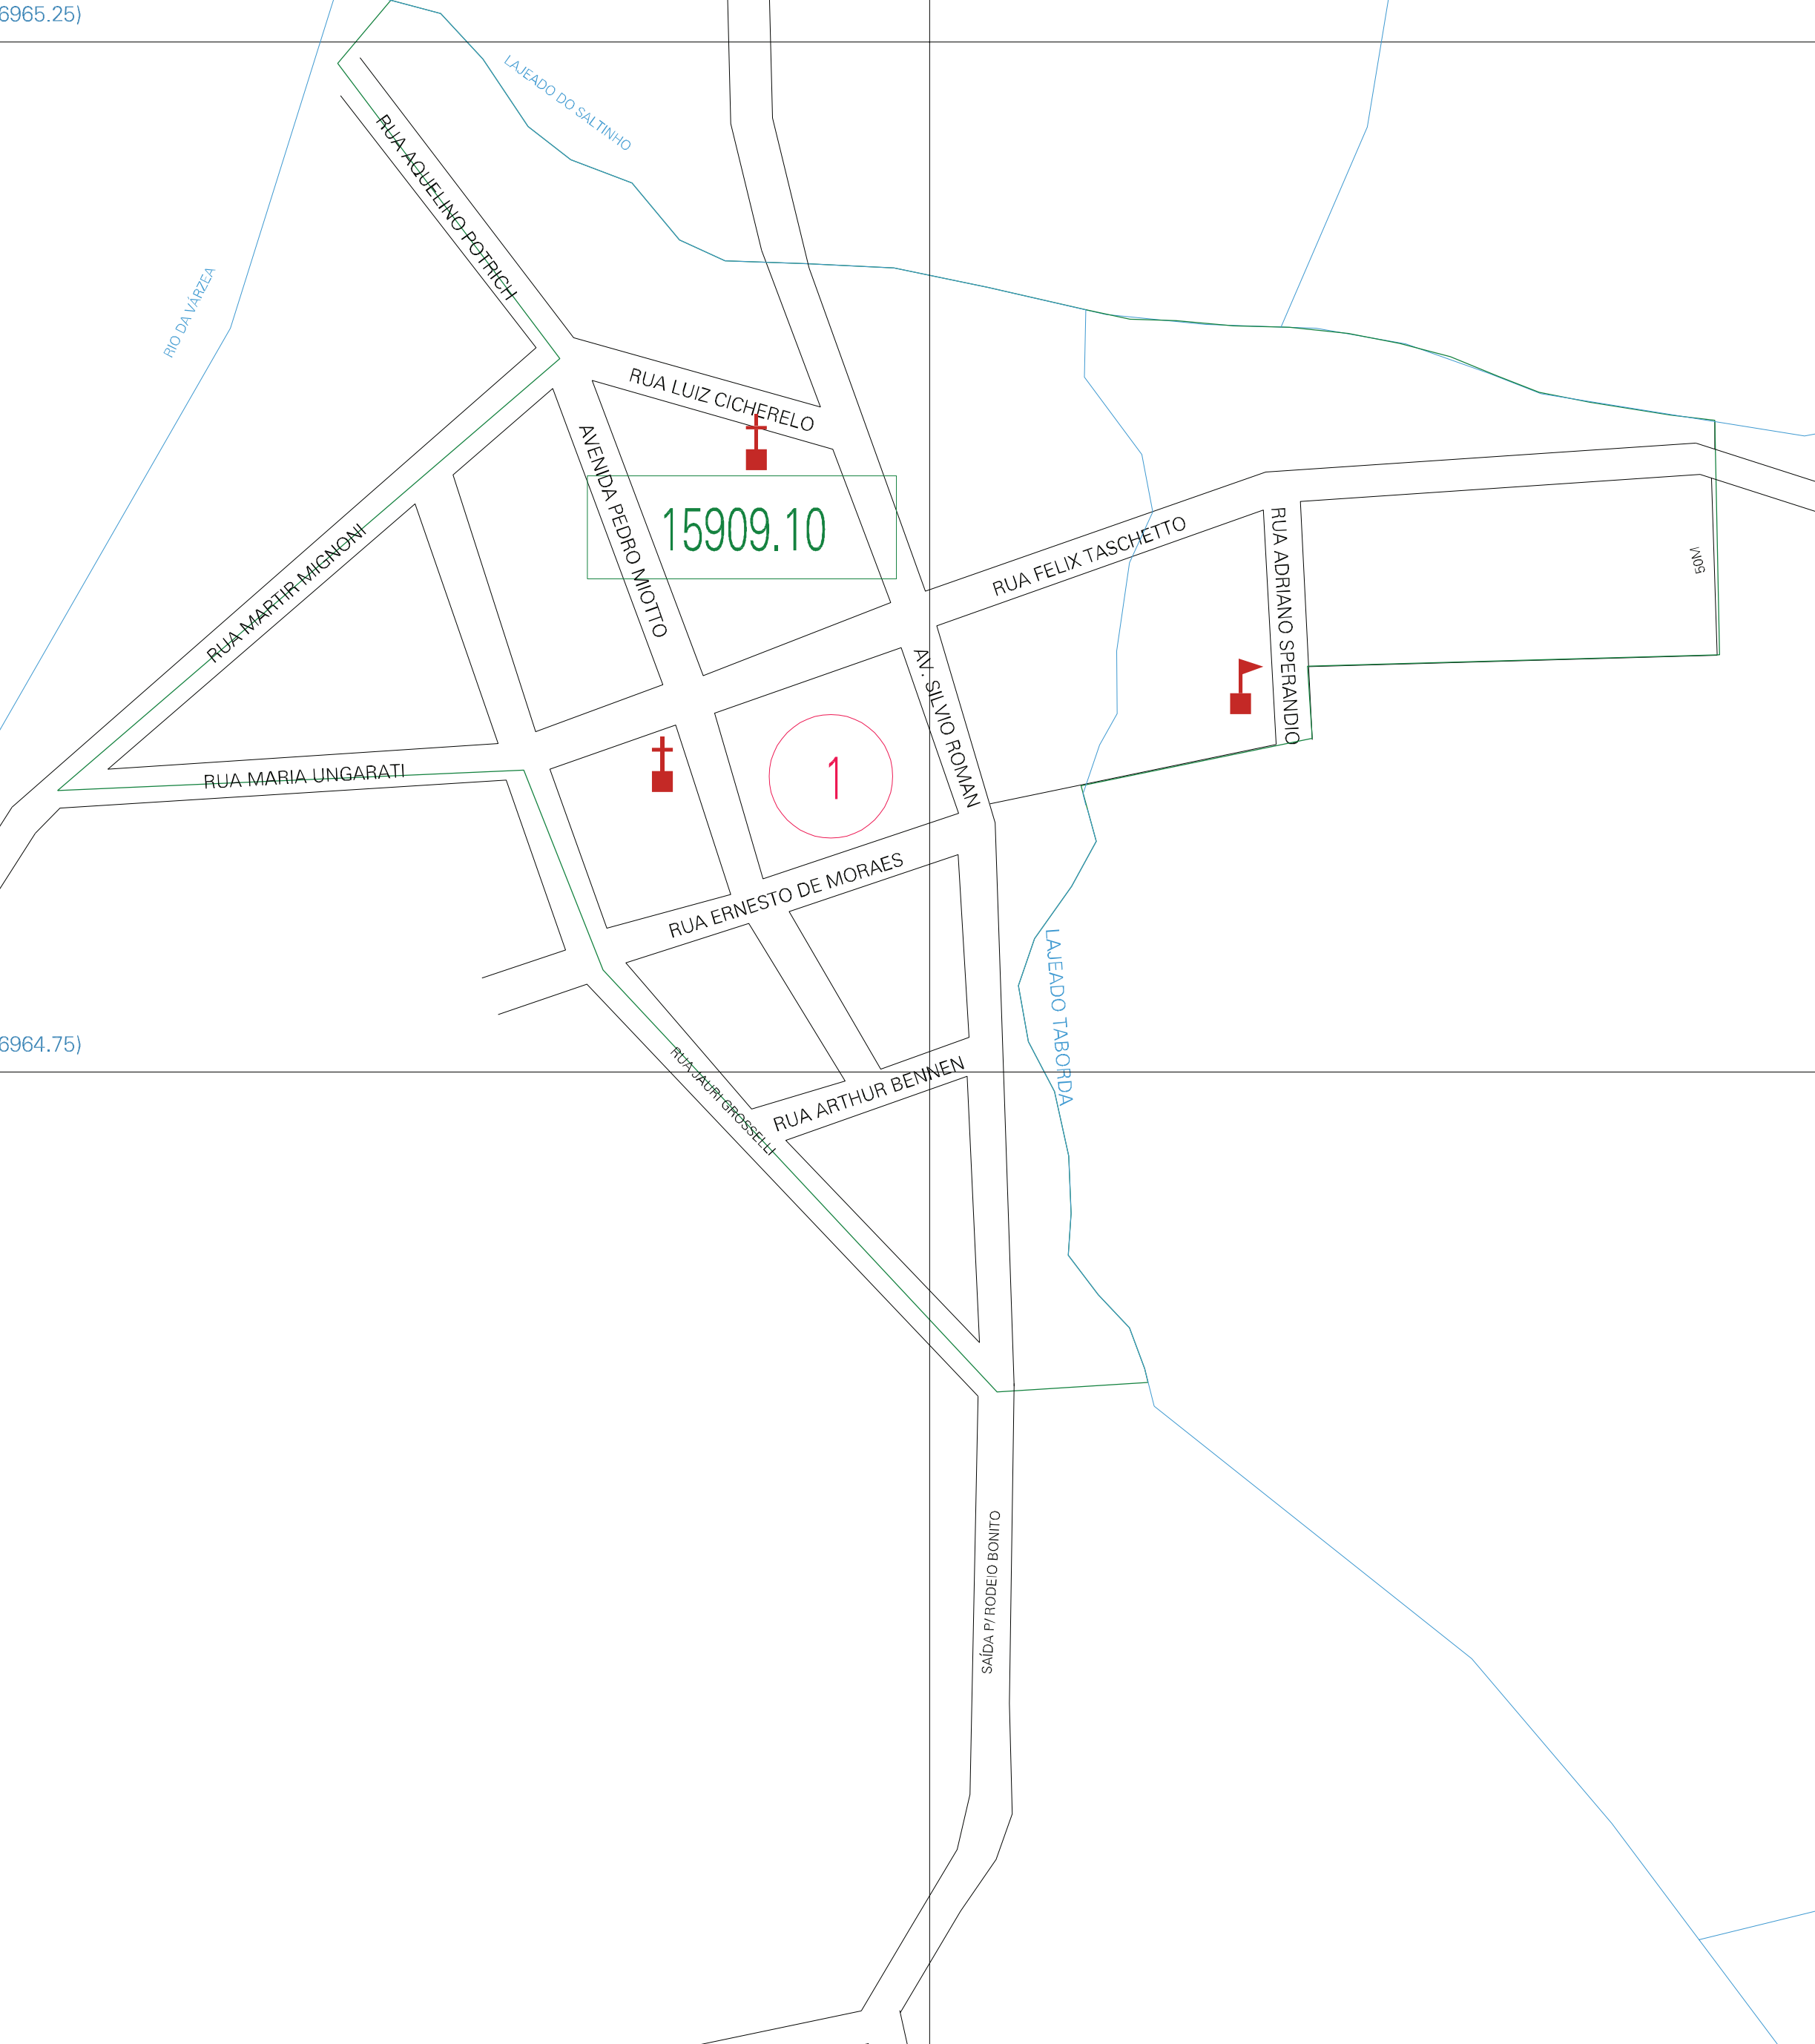 6965.25)
LAJEADO DO SALTINHO
RUA AQUELINO POTRICH
RIO DA VÁRZEA
RUA LUIZ CICHERELO
AVENIDA PEDRO MIOTTO
15909.10
RUA FELIX TASCHETTO
RUA ADRIANO SPERANDIO
50M
RUA MARTIR MIGNONI
AV. SILVIO ROMAN
RUA MARIA UNGARATI
1
RUA ERNESTO DE MORAES
LAJEADO TABORDA
6964.75)
RUA JAURI GROSSELLI
RUA ARTHUR BENNEN
SAÍDA P/ RODEIO BONITO